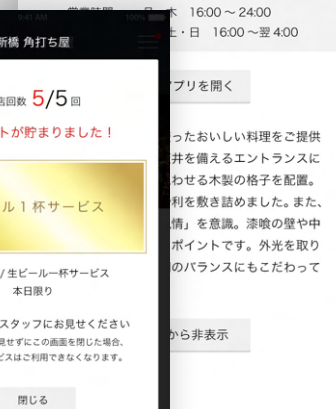 営業時間 月 - 木 16:00 ～ 24:00
土・日 16:00 ～翌 4:00
9:41 AM 100%
新橋 角打ち屋
店回数 5/5 回
トが貯まりました！
ル１杯サービス
/ 生ビール一杯サービス
本日限り
スタッフにお見せください
見せずにこの画面を閉じた場合、
ビスはご利用できなくなります。
閉じる
アプリを開く
ったおいしい料理をご提供
井を備えるエントランスに
わせる木製の格子を配置。
利を敷き詰めました。また、
情」を意識。漆喰の壁や中
ポイントです。外光を取り
のバランスにもこだわって
から非表示